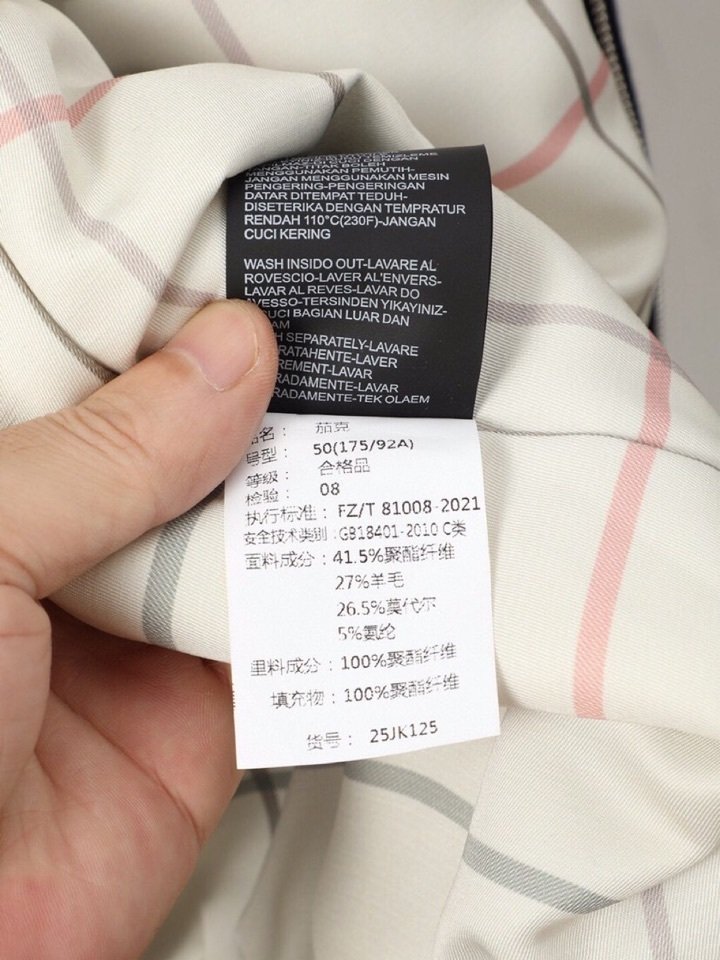 MENGGUNAKAN PEMUTIH-
JANGAN MENGGUNAKAN MESIN
PENGERING-PENGERINGAN
DATAR DITEMPAT TEDUH-
DISETERIKA DENGAN TEMPRATUR
RENDAH 110°C(230F)-JANGAN
CUCI KERING
WASH INSIDO OUT-LAVARE AL
ROVESCIO-LAVER AL'ENVERS-
LAVAR AL REVES-LAVAR DO
AVESSO-TERSINDEN YIKAYINIZ-
CUCI BAGIAN LUAR DAN
SEPARATELY-LAVARE
RATAHENTE-LAVER
REMENT-LAVAR
RADAMENTE-LAVAR
RADAMENTE-TEK OLAEM
品名： 茄克
号型： 50(175/92A)
等级： 合格品
检验： 08
执行标准：FZ/T 81008-2021
安全技术类别：GB18401-2010 C类
面料成分：41.5%聚酯纤维
27%羊毛
26.5%莫代尔
5%氨纶
里料成分：100%聚酯纤维
填充物：100%聚酯纤维
货号： 25JK125